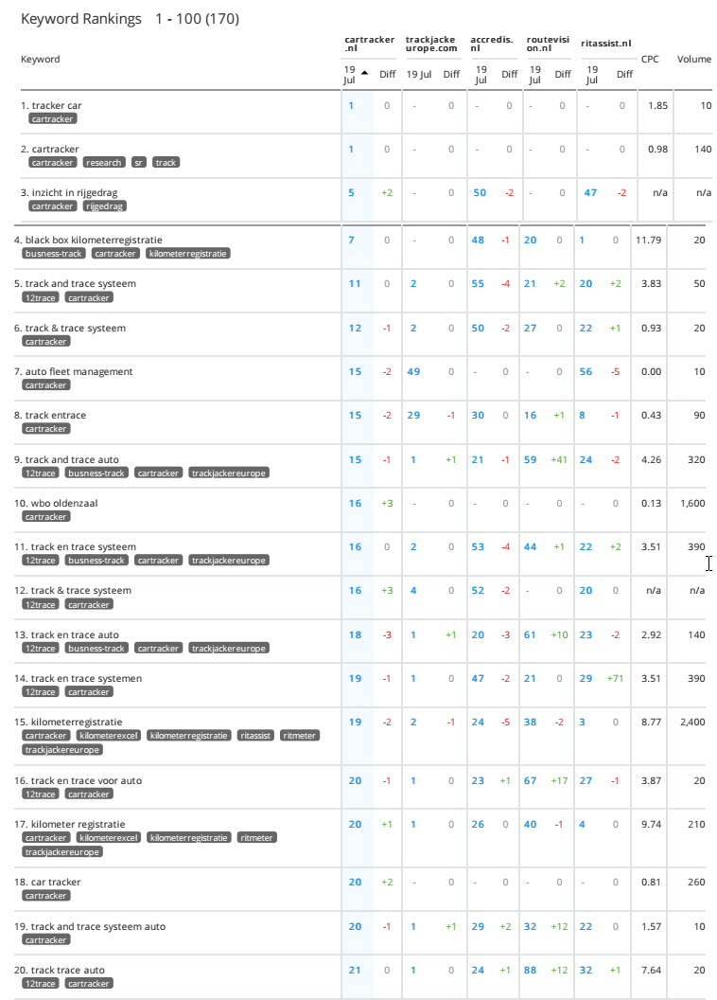 Keyword Rankings 1 - 100 (170)
Keyword cartracker.nl trackjackeurope.com accredis.nl routevision.nl ritassist.nl CPC Volume
19 Jul Diff 19 Jul Diff 19 Jul Diff 19 Jul Diff 19 Jul Diff
1. tracker car 1 0 - 0 - 0 - 0 - 0 1.85 10
cartracker
2. cartracker 1 0 - 0 - 0 - 0 - 0 0.98 140
cartracker research sr track
3. inzicht in rijgedrag 5 +2 - 0 50 -2 - 0 47 -2 n/a n/a
cartracker rijgedrag
4. black box kilometerregistratie 7 0 - 0 48 -1 20 0 1 0 11.79 20
busness-track cartracker kilometerregistratie
5. track and trace systeem 11 0 2 0 55 -4 21 +2 20 +2 3.83 50
12trace cartracker
6. track & trace systeem 12 -1 2 0 50 -2 27 0 22 +1 0.93 20
cartracker
7. auto fleet management 15 -2 49 0 - 0 - 0 56 -5 0.00 10
cartracker
8. track entrace 15 -2 29 -1 30 0 16 +1 8 -1 0.43 90
cartracker
9. track and trace auto 15 -1 1 +1 21 -1 59 +41 24 -2 4.26 320
12trace busness-track cartracker trackjackereurope
10. wbo oldenzaal 16 +3 - 0 - 0 - 0 - 0 0.13 1,600
cartracker
11. track en trace systeem 16 0 2 0 53 -4 44 +1 22 +2 3.51 390
12trace busness-track cartracker trackjackereurope
12. track & trace systeem 16 +3 4 0 52 -2 - 0 20 0 n/a n/a
12trace cartracker
13. track en trace auto 18 -3 1 +1 20 -3 61 +10 23 -2 2.92 140
12trace busness-track cartracker trackjackereurope
14. track en trace systemen 19 -1 1 0 47 -2 21 0 29 +71 3.51 390
12trace cartracker
15. kilometerregistratie 19 -2 2 -1 24 -5 38 -2 3 0 8.77 2,400
cartracker kilometerexcel kilometerregistratie ritassist ritmeter
trackjackereurope
16. track en trace voor auto 20 -1 1 0 23 +1 67 +17 27 -1 3.87 20
12trace cartracker
17. kilometer registratie 20 +1 1 0 26 0 40 -1 4 0 9.74 210
cartracker kilometerexcel kilometerregistratie ritmeter
trackjackereurope
18. car tracker 20 +2 - 0 - 0 - 0 - 0 0.81 260
cartracker
19. track and trace systeem auto 20 -1 1 +1 29 +2 32 +12 22 0 1.57 10
cartracker
20. track trace auto 21 0 1 0 24 +1 88 +12 32 +1 7.64 20
12trace cartracker